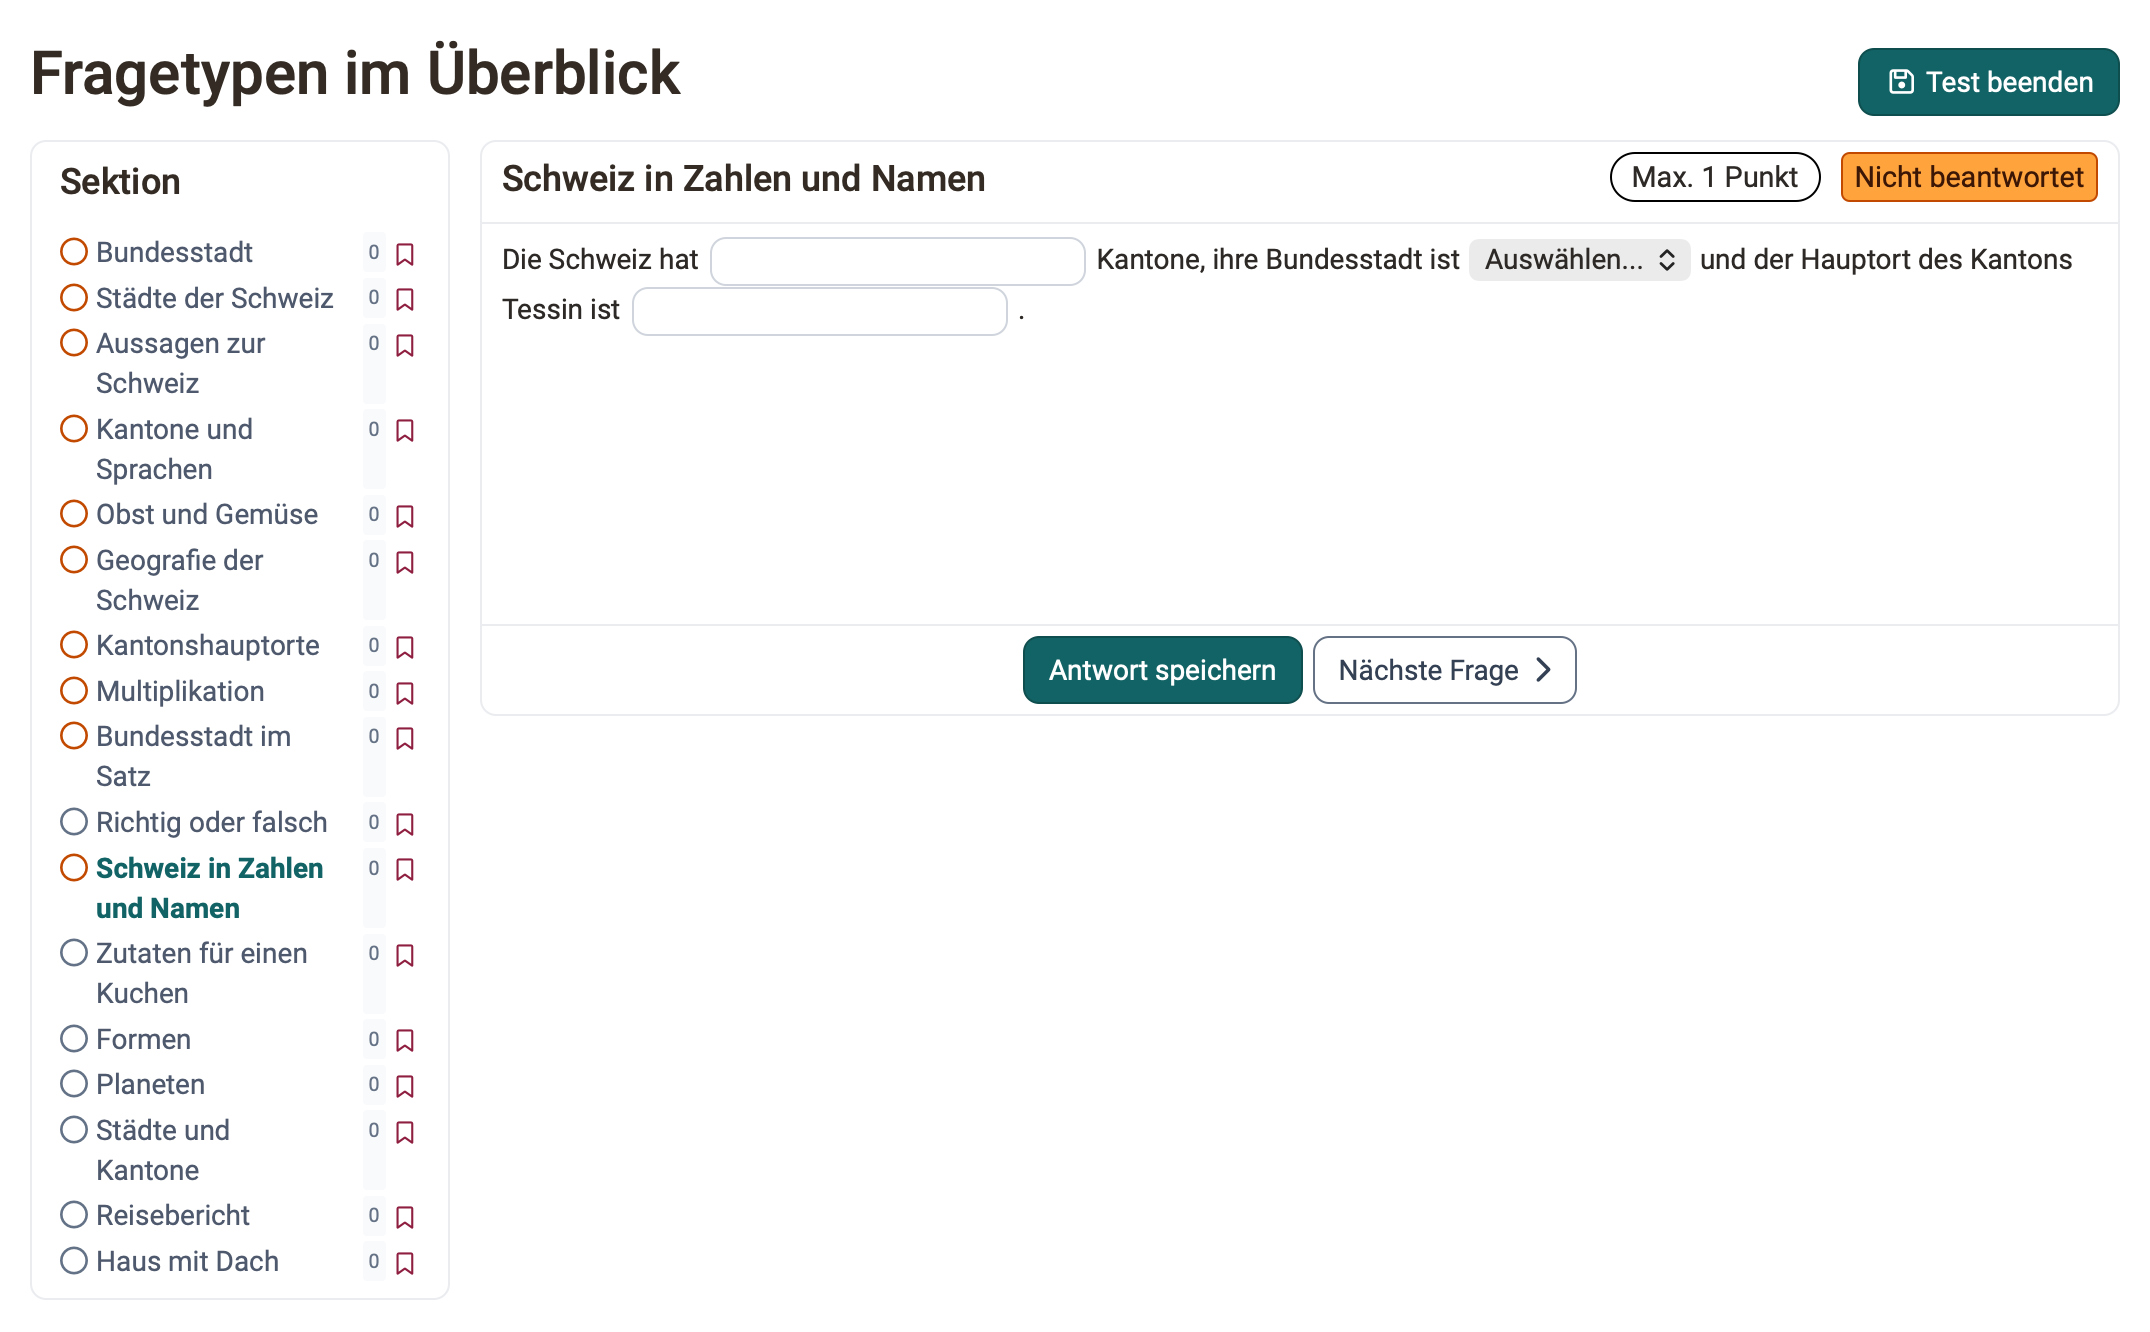 Fragetypen im Überblick
Test beenden
Sektion
Bundesstadt 0
Städte der Schweiz 0
Aussagen zur 0
Schweiz
Kantone und 0
Sprachen
Obst und Gemüse 0
Geografie der 0
Schweiz
Kantonshauptorte 0
Multiplikation 0
Bundesstadt im 0
Satz
Richtig oder falsch 0
Schweiz in Zahlen 0
und Namen
Zutaten für einen 0
Kuchen
Formen 0
Planeten 0
Städte und 0
Kantone
Reisebericht 0
Haus mit Dach 0
Schweiz in Zahlen und Namen
Max. 1 Punkt
Nicht beantwortet
Die Schweiz hat Kantone, ihre Bundesstadt ist Auswählen... und der Hauptort des Kantons
Tessin ist .
Antwort speichern
Nächste Frage